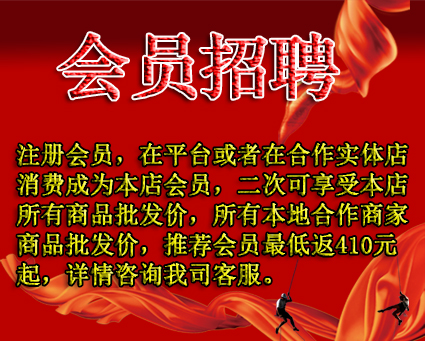 会员招聘
注册会员，在平台或者在合作实体店
消费成为本店会员，二次可享受本店
所有商品批发价，所有本地合作商家
商品批发价，推荐会员最低返410元
起，详情咨询我司客服。